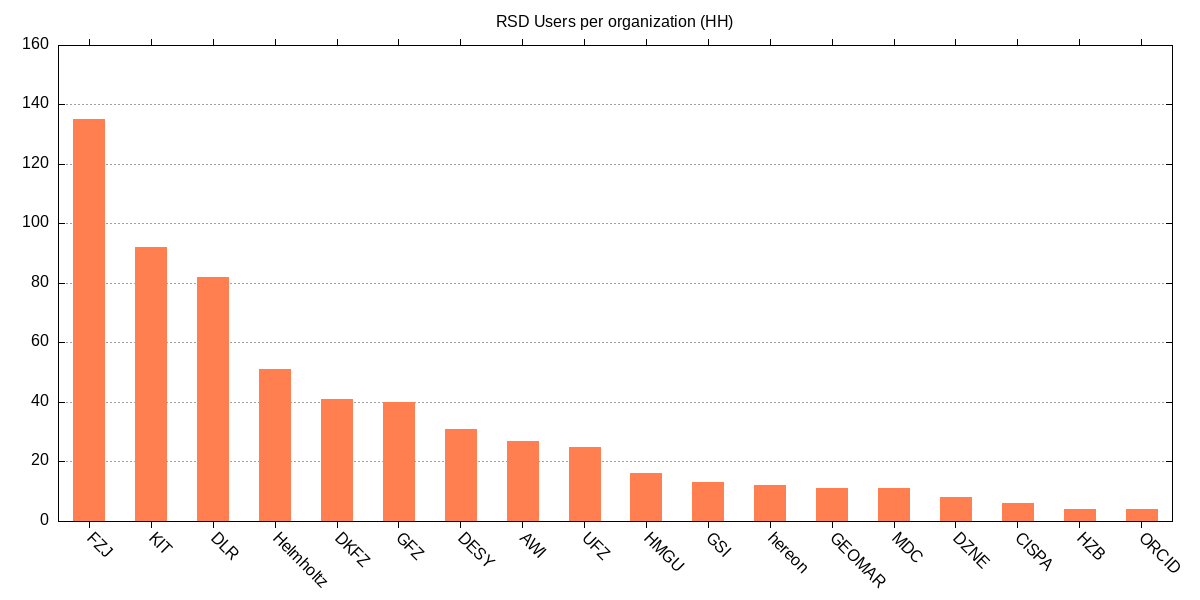 RSD Users per organization (HH)
160
140
120
100
80
60
40
20
0
FZJ
KIT
DLR
Helmholtz
DKFZ
GFZ
DESY
AWI
UFZ
HMGU
GSI
hereon
GEOMAR
MDC
DZNE
CISPA
HZB
ORCID